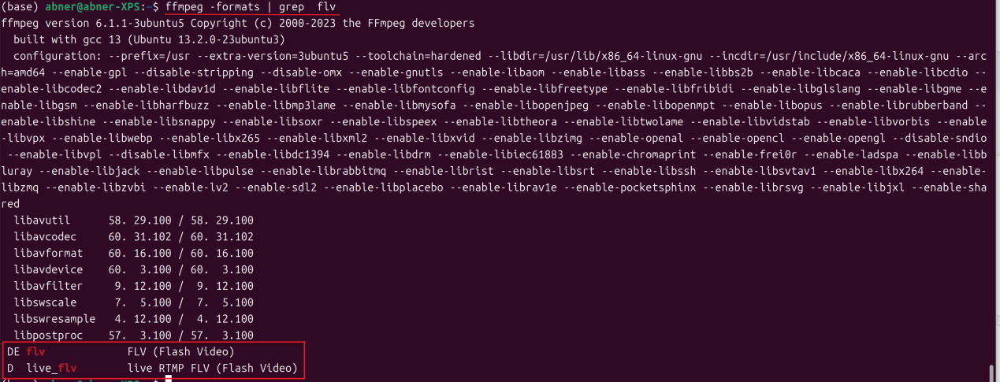 (base) abner@abner-XPS:~$ ffmpeg -formats | grep  flv
ffmpeg version 6.1.1-3ubuntu5 Copyright (c) 2000-2023 the FFmpeg developers
  built with gcc 13 (Ubuntu 13.2.0-23ubuntu3)
  configuration: --prefix=/usr --extra-version=3ubuntu5 --toolchain=hardened --libdir=/usr/lib/x86_64-linux-gnu --incdir=/usr/include/x86_64-linux-gnu --arc
h=amd64 --enable-gpl --disable-stripping --disable-omx --enable-gnutls --enable-libaom --enable-libass --enable-libbs2b --enable-libcaca --enable-libcdio --
enable-libcodec2 --enable-libdav1d --enable-libflite --enable-libfontconfig --enable-libfreetype --enable-libfribidi --enable-libglslang --enable-libgme --e
nable-libgsm --enable-libharfbuzz --enable-libmp3lame --enable-libmysofa --enable-libopenjpeg --enable-libopenmpt --enable-libopus --enable-librubberband --
enable-libshine --enable-libsnappy --enable-libsoxr --enable-libspeex --enable-libtheora --enable-libtwolame --enable-libvidstab --enable-libvorbis --enable
-libvpx --enable-libwebp --enable-libx265 --enable-libxml2 --enable-libxvid --enable-libzimg --enable-openal --enable-opencl --enable-opengl --disable-sndio
 --enable-libvpl --disable-libmfx --enable-libdc1394 --enable-libdrm --enable-libiec61883 --enable-chromaprint --enable-frei0r --enable-ladspa --enable-libb
luray --enable-libjack --enable-libpulse --enable-librabbitmq --enable-librist --enable-libsrt --enable-libssh --enable-libsvtav1 --enable-libx264 --enable-
libzmq --enable-libzvbi --enable-lv2 --enable-sdl2 --enable-libplacebo --enable-librav1e --enable-pocketsphinx --enable-librsvg --enable-libjxl --enable-sha
red
  libavutil      58. 29.100 / 58. 29.100
  libavcodec     60. 31.102 / 60. 31.102
  libavformat    60. 16.100 / 60. 16.100
  libavdevice    60.  3.100 / 60.  3.100
  libavfilter     9. 12.100 /  9. 12.100
  libswscale      7.  5.100 /  7.  5.100
  libswresample   4. 12.100 /  4. 12.100
  libpostproc    57.  3.100 / 57.  3.100
 DE flv             FLV (Flash Video)
 D  live_flv        live RTMP FLV (Flash Video)